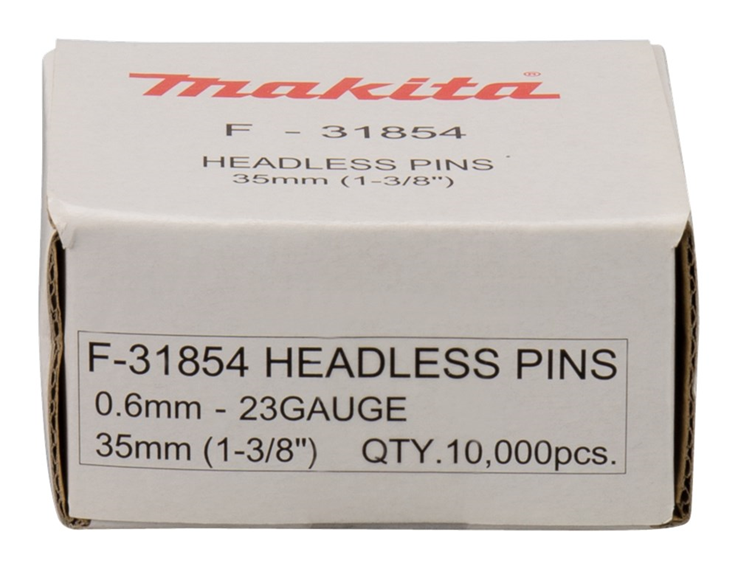 makita®
F - 31854
HEADLESS PINS
35mm (1-3/8")
F-31854 HEADLESS PINS
0.6mm - 23GAUGE
35mm (1-3/8") QTY.10,000pcs.